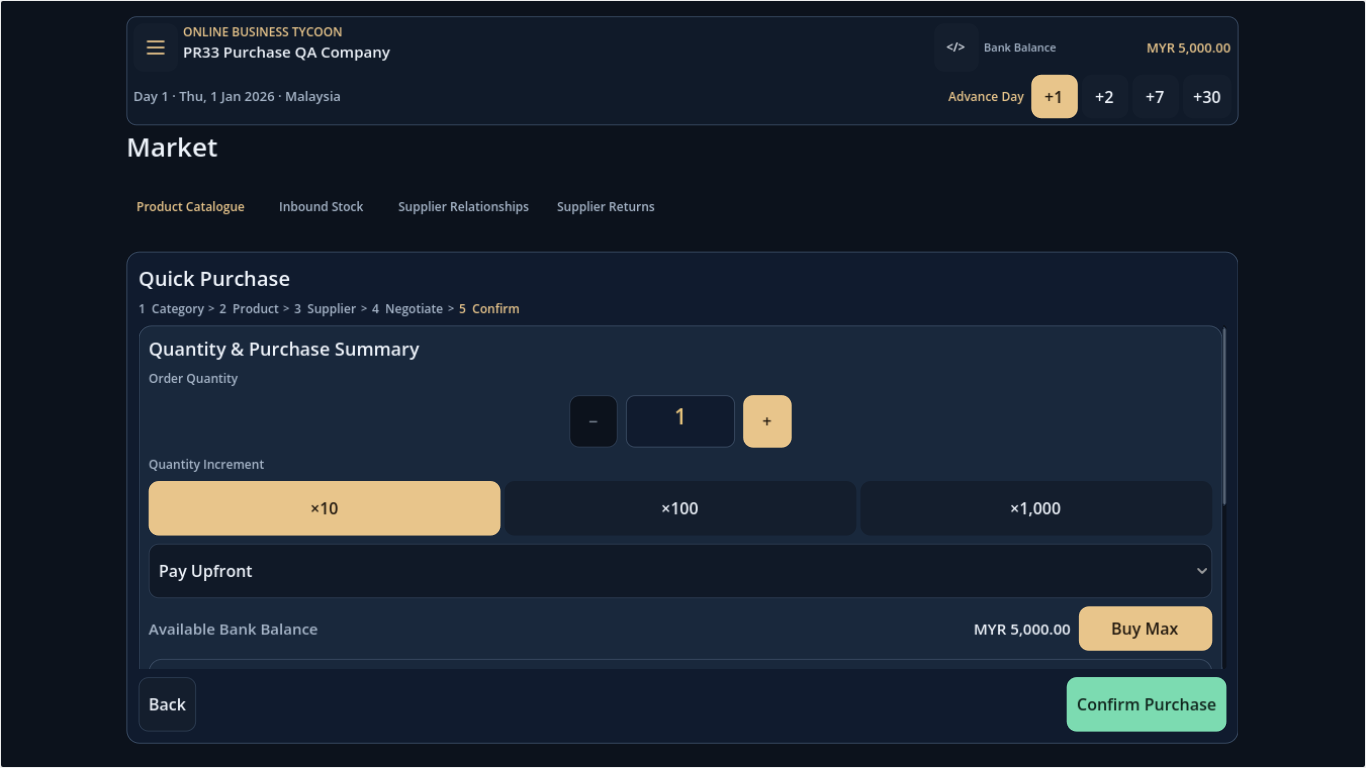 ONLINE BUSINESS TYCOON
PR33 Purchase QA Company
</> Bank Balance MYR 5,000.00
Day 1 · Thu, 1 Jan 2026 · Malaysia
Advance Day +1 +2 +7 +30
Market
Product Catalogue Inbound Stock Supplier Relationships Supplier Returns
Quick Purchase
1 Category > 2 Product > 3 Supplier > 4 Negotiate > 5 Confirm
Quantity & Purchase Summary
Order Quantity
− 1 +
Quantity Increment
×10 ×100 ×1,000
Pay Upfront
Available Bank Balance MYR 5,000.00 Buy Max
Back Confirm Purchase